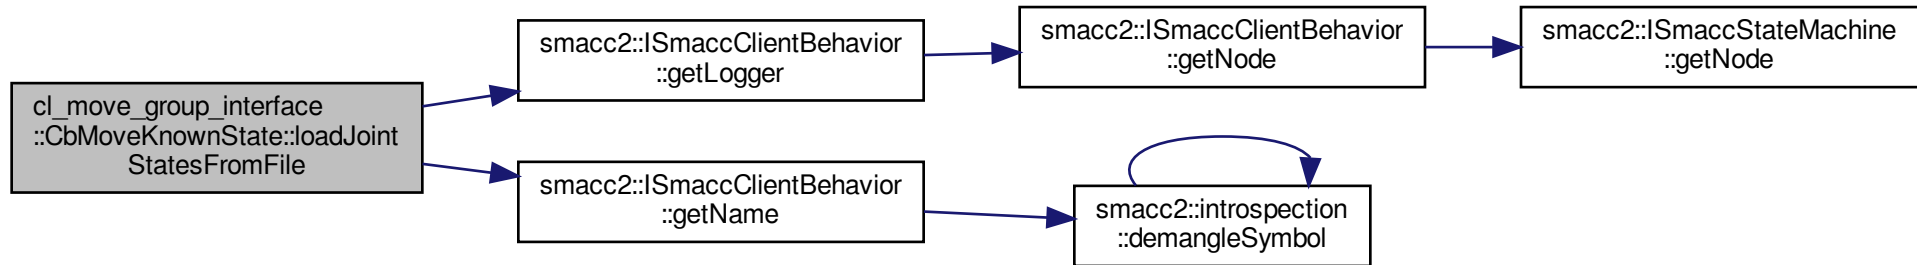 cl_move_group_interface
::CbMoveKnownState::loadJoint
StatesFromFile
smacc2::ISmaccClientBehavior
::getLogger
smacc2::ISmaccClientBehavior
::getNode
smacc2::ISmaccStateMachine
::getNode
smacc2::ISmaccClientBehavior
::getName
smacc2::introspection
::demangleSymbol